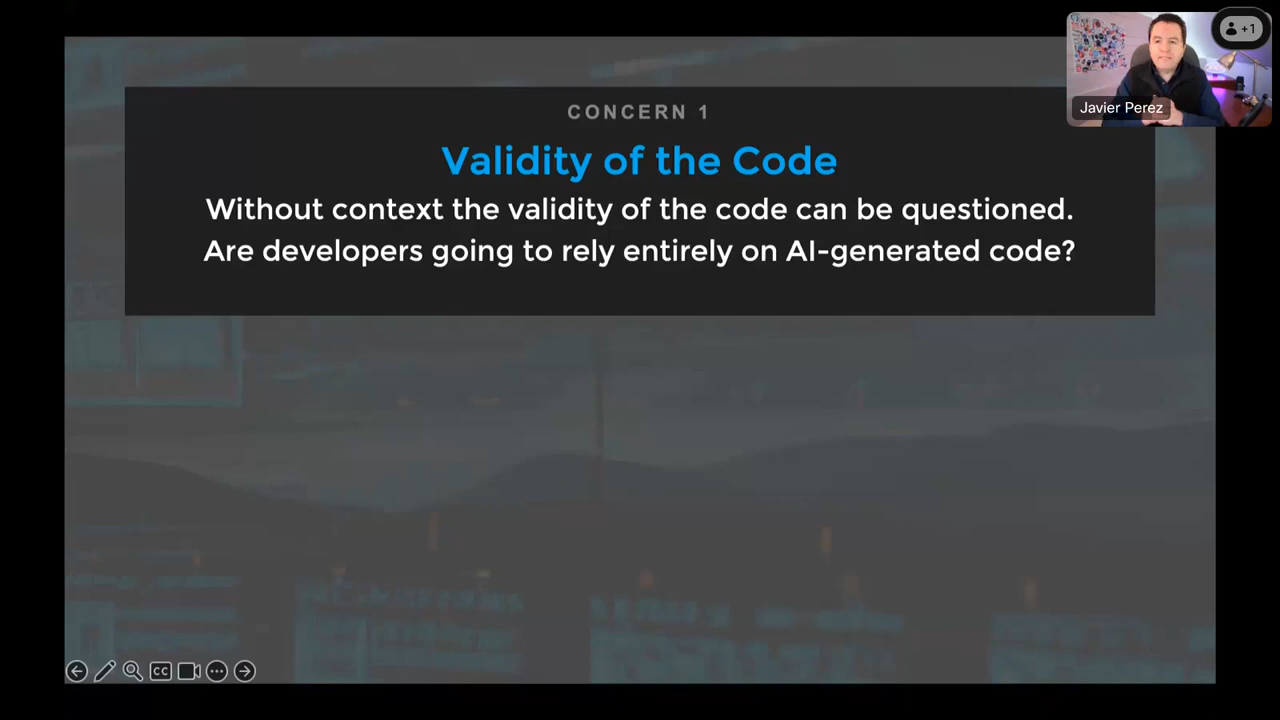 CONCERN 1
Validity of the Code
Without context the validity of the code can be questioned.
Are developers going to rely entirely on AI-generated code?
+1
Javier Perez
CC